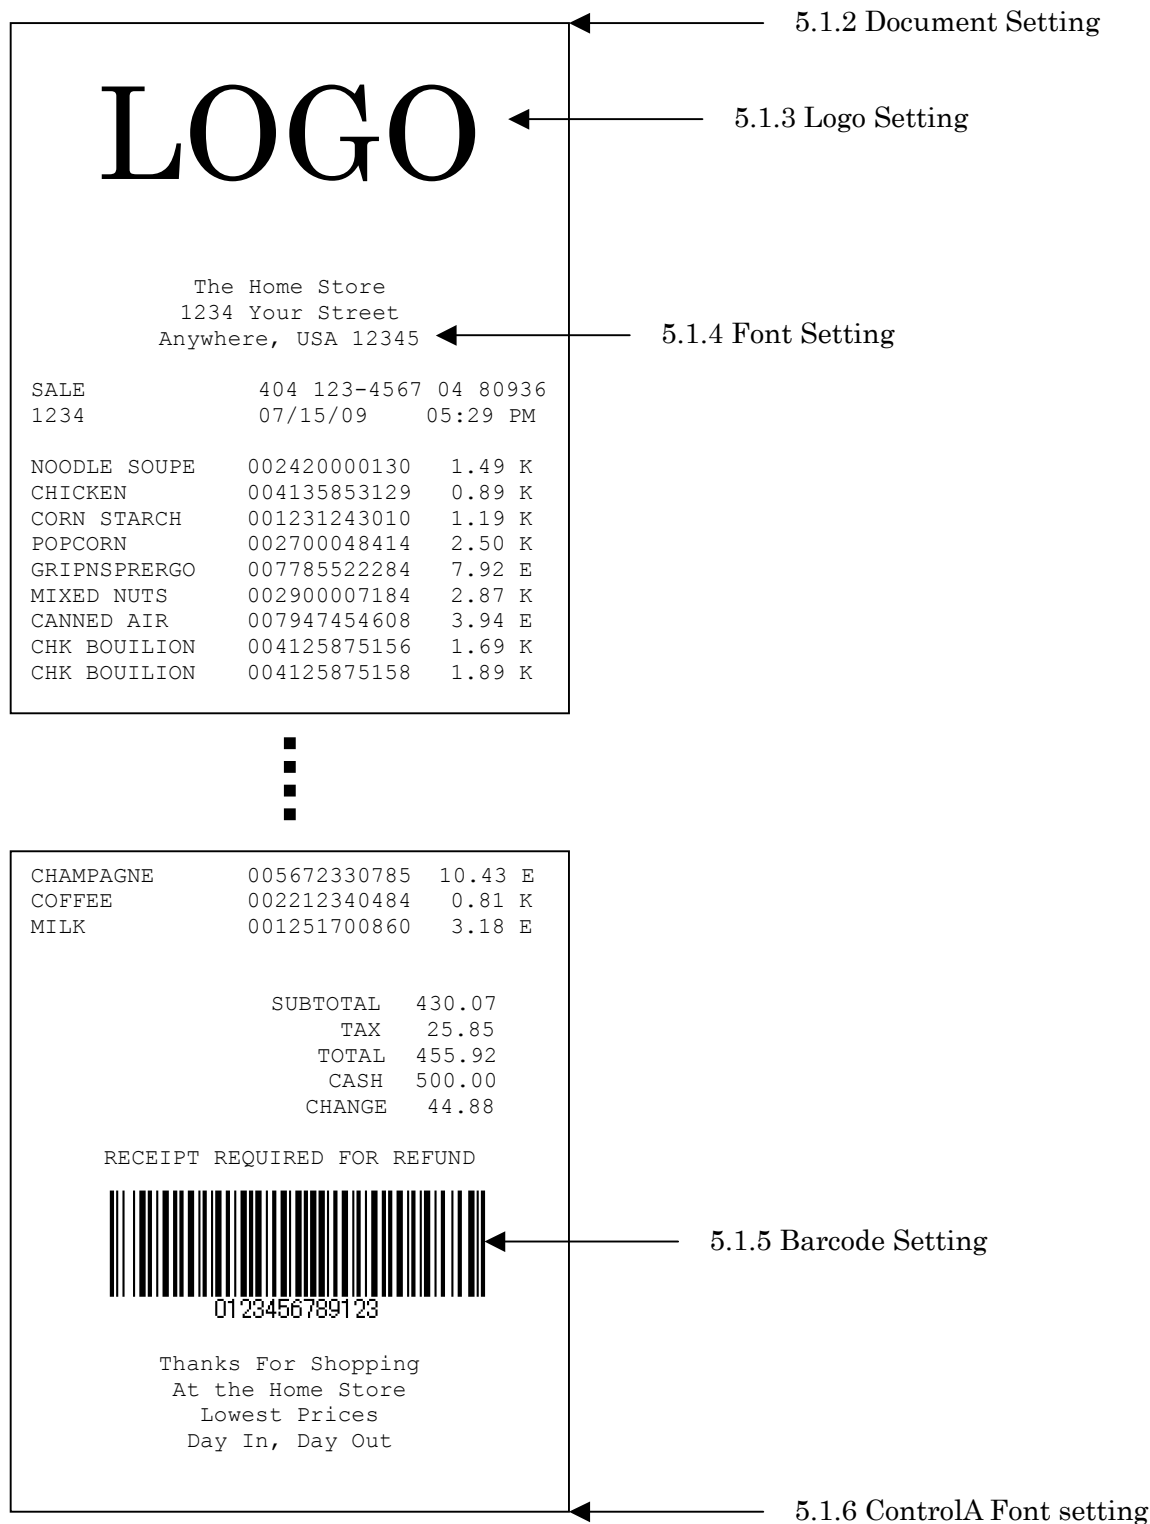 5.1.2 Document Setting
LOGO
5.1.3 Logo Setting
The Home Store
1234 Your Street
Anywhere, USA 12345
5.1.4 Font Setting
SALE 404 123-4567 04 80936
1234 07/15/09 05:29 PM
NOODLE SOUPE 002420000130 1.49 K
CHICKEN 004135853129 0.89 K
CORN STARCH 001231243010 1.19 K
POPCORN 002700048414 2.50 K
GRIPNSPRERGO 007785522284 7.92 E
MIXED NUTS 002900007184 2.87 K
CANNED AIR 007947454608 3.94 E
CHK BOUILION 004125875156 1.69 K
CHK BOUILION 004125875158 1.89 K
CHAMPAGNE 005672330785 10.43 E
COFFEE 002212340484 0.81 K
MILK 001251700860 3.18 E
SUBTOTAL 430.07
TAX 25.85
TOTAL 455.92
CASH 500.00
CHANGE 44.88
RECEIPT REQUIRED FOR REFUND
5.1.5 Barcode Setting
0123456789123
Thanks For Shopping
At the Home Store
Lowest Prices
Day In, Day Out
5.1.6 ControlA Font setting